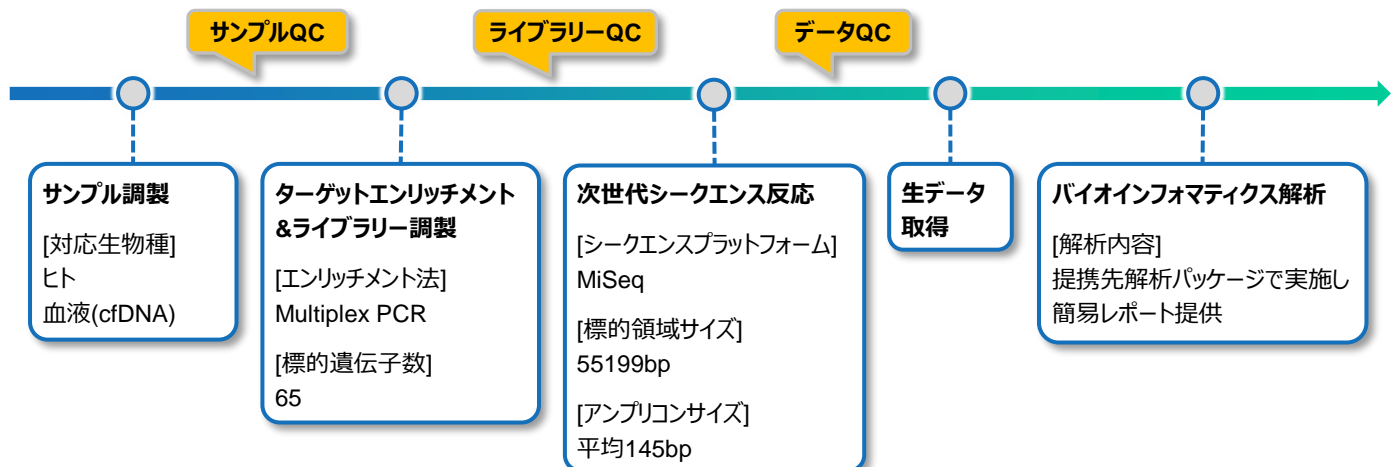 サンプルQC
ライブラリーQC
データQC
サンプル調製
[対応生物種]
ヒト
血液(cfDNA)
ターゲットエンリッチメント
&ライブラリー調製
[エンリッチメント法]
Multiplex PCR
[標的遺伝子数]
65
次世代シークエンス反応
[シークエンスプラットフォーム]
MiSeq
[標的領域サイズ]
55199bp
[アンプリコンサイズ]
平均145bp
生データ
取得
バイオインフォマティクス解析
[解析内容]
提携先解析パッケージで実施し
簡易レポート提供